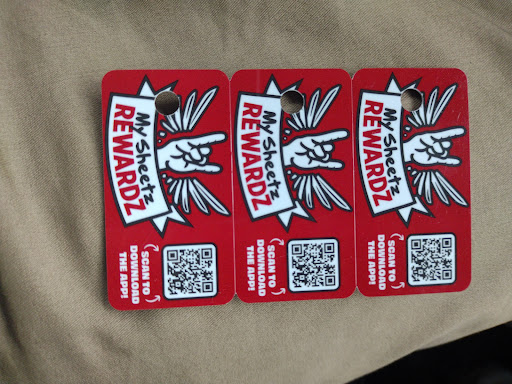 My Sheetz
REWARDZ
SCAN TO
DOWNLOAD
THE APP!
My Sheetz
REWARDZ
SCAN TO
DOWNLOAD
THE APP!
My Sheetz
REWARDZ
SCAN TO
DOWNLOAD
THE APP!